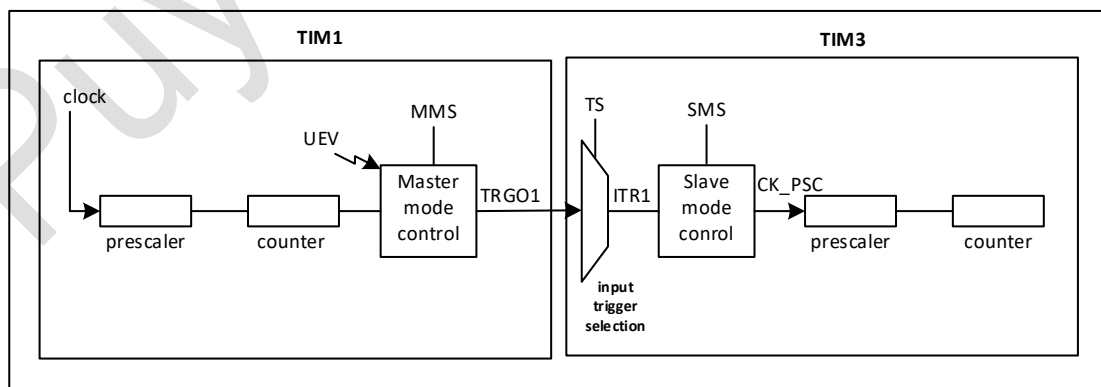 TIM1
TIM3
clock
UEV
MMS
Master
mode
control
TRGO1
prescaler
counter
TS
ITR1
input
trigger
selection
SMS
Slave
mode
conrol
CK_PSC
prescaler
counter
Puy